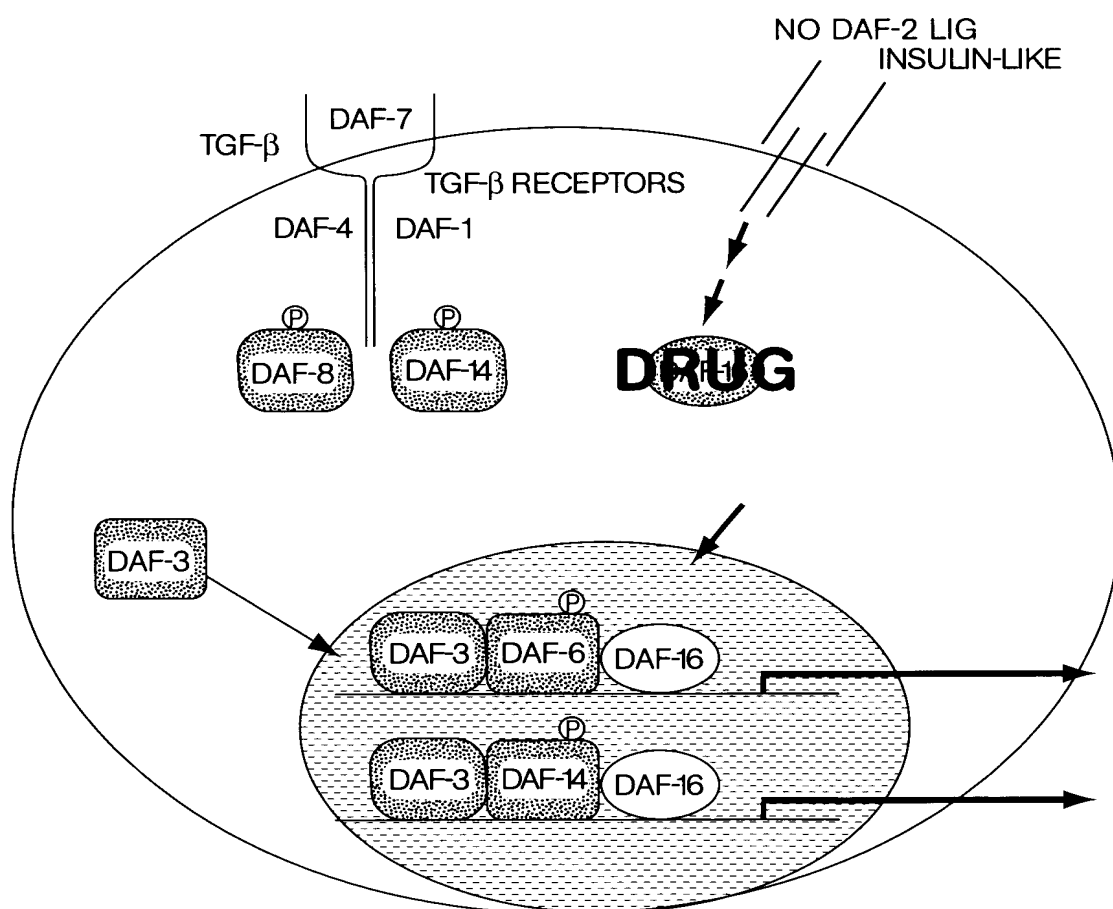 NO DAF-2 LIG
INSULIN-LIKE
DAF-7
TGF-β
TGF-β RECEPTORS
DAF-4
DAF-1
P
P
DAF-8
DAF-14
DRUG
DAF-3
P
DAF-3
DAF-6
DAF-16
P
DAF-3
DAF-14
DAF-16